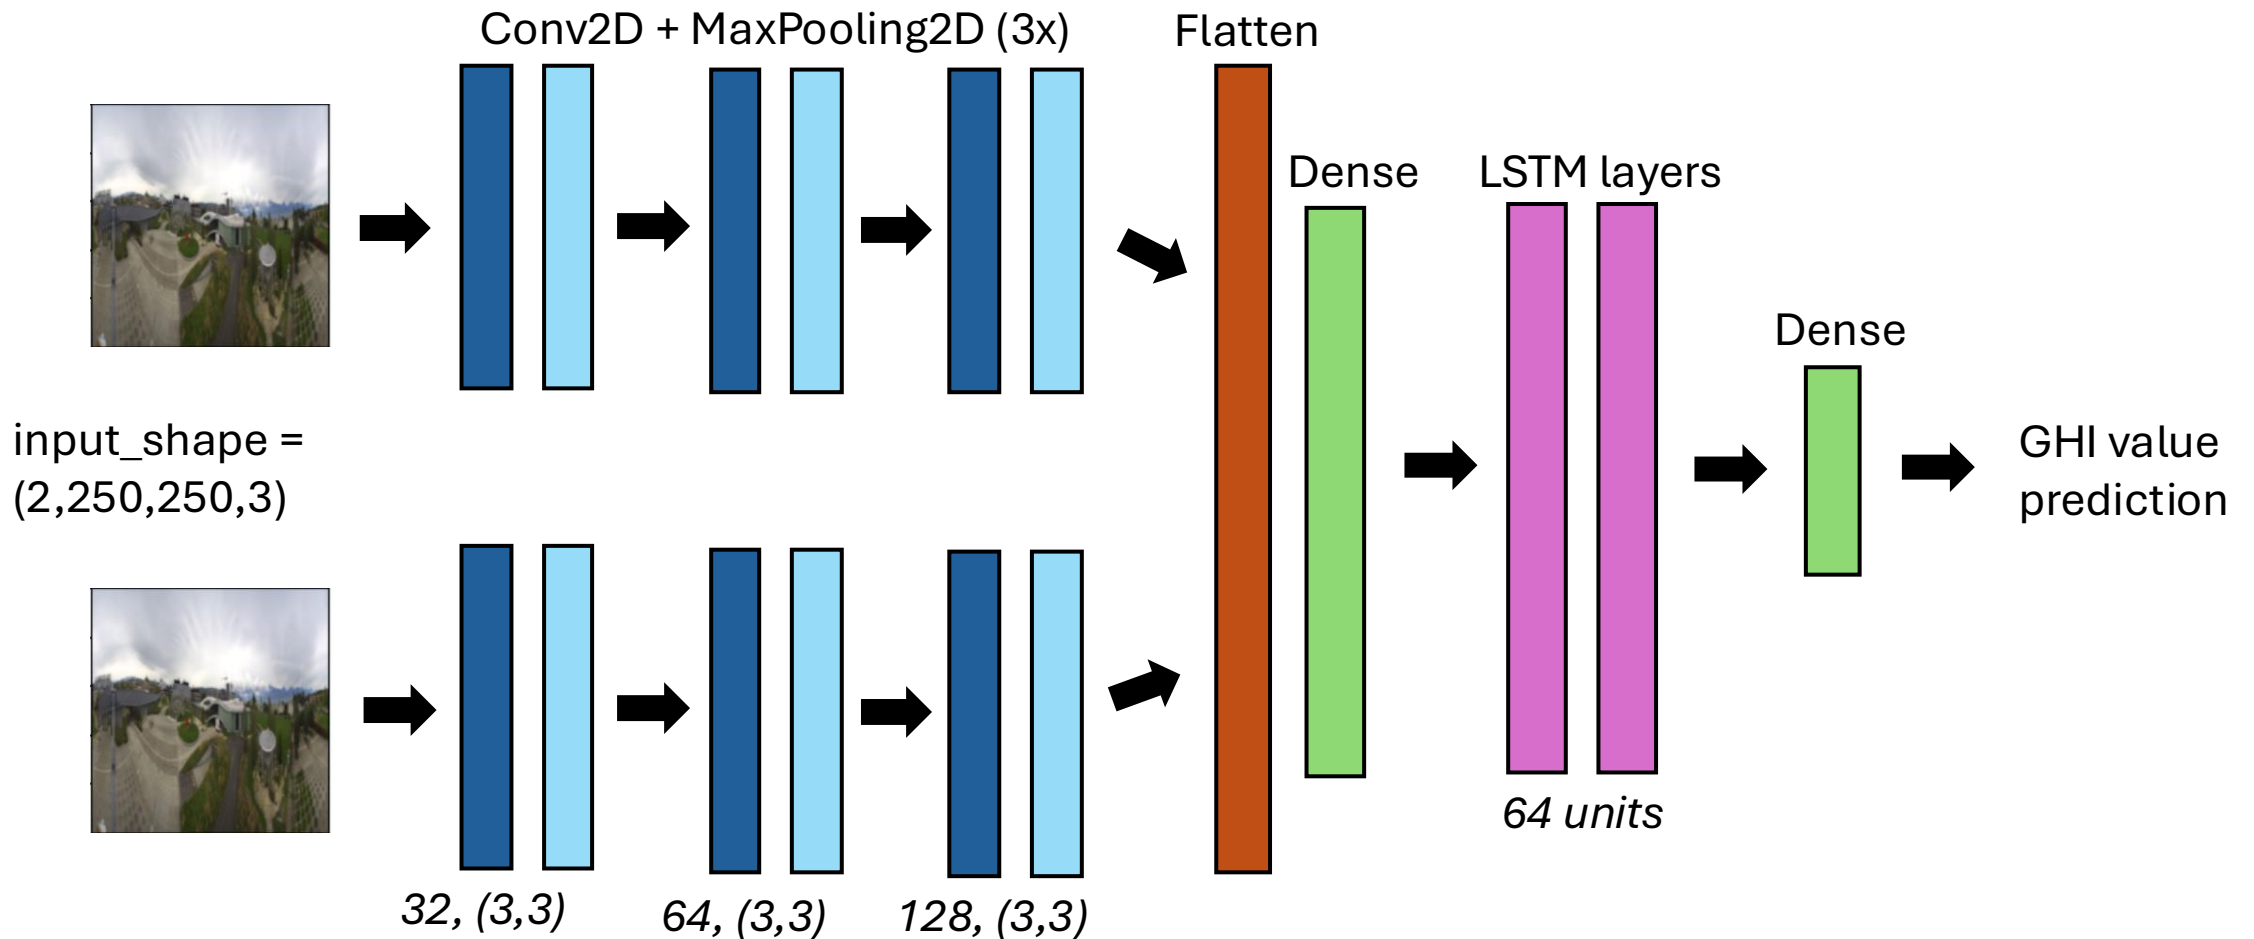 Conv2D + MaxPooling2D (3x)
Flatten
Dense
LSTM layers
Dense
input_shape =
(2,250,250,3)
GHI value
prediction
64 units
32, (3,3)
64, (3,3)
128, (3,3)